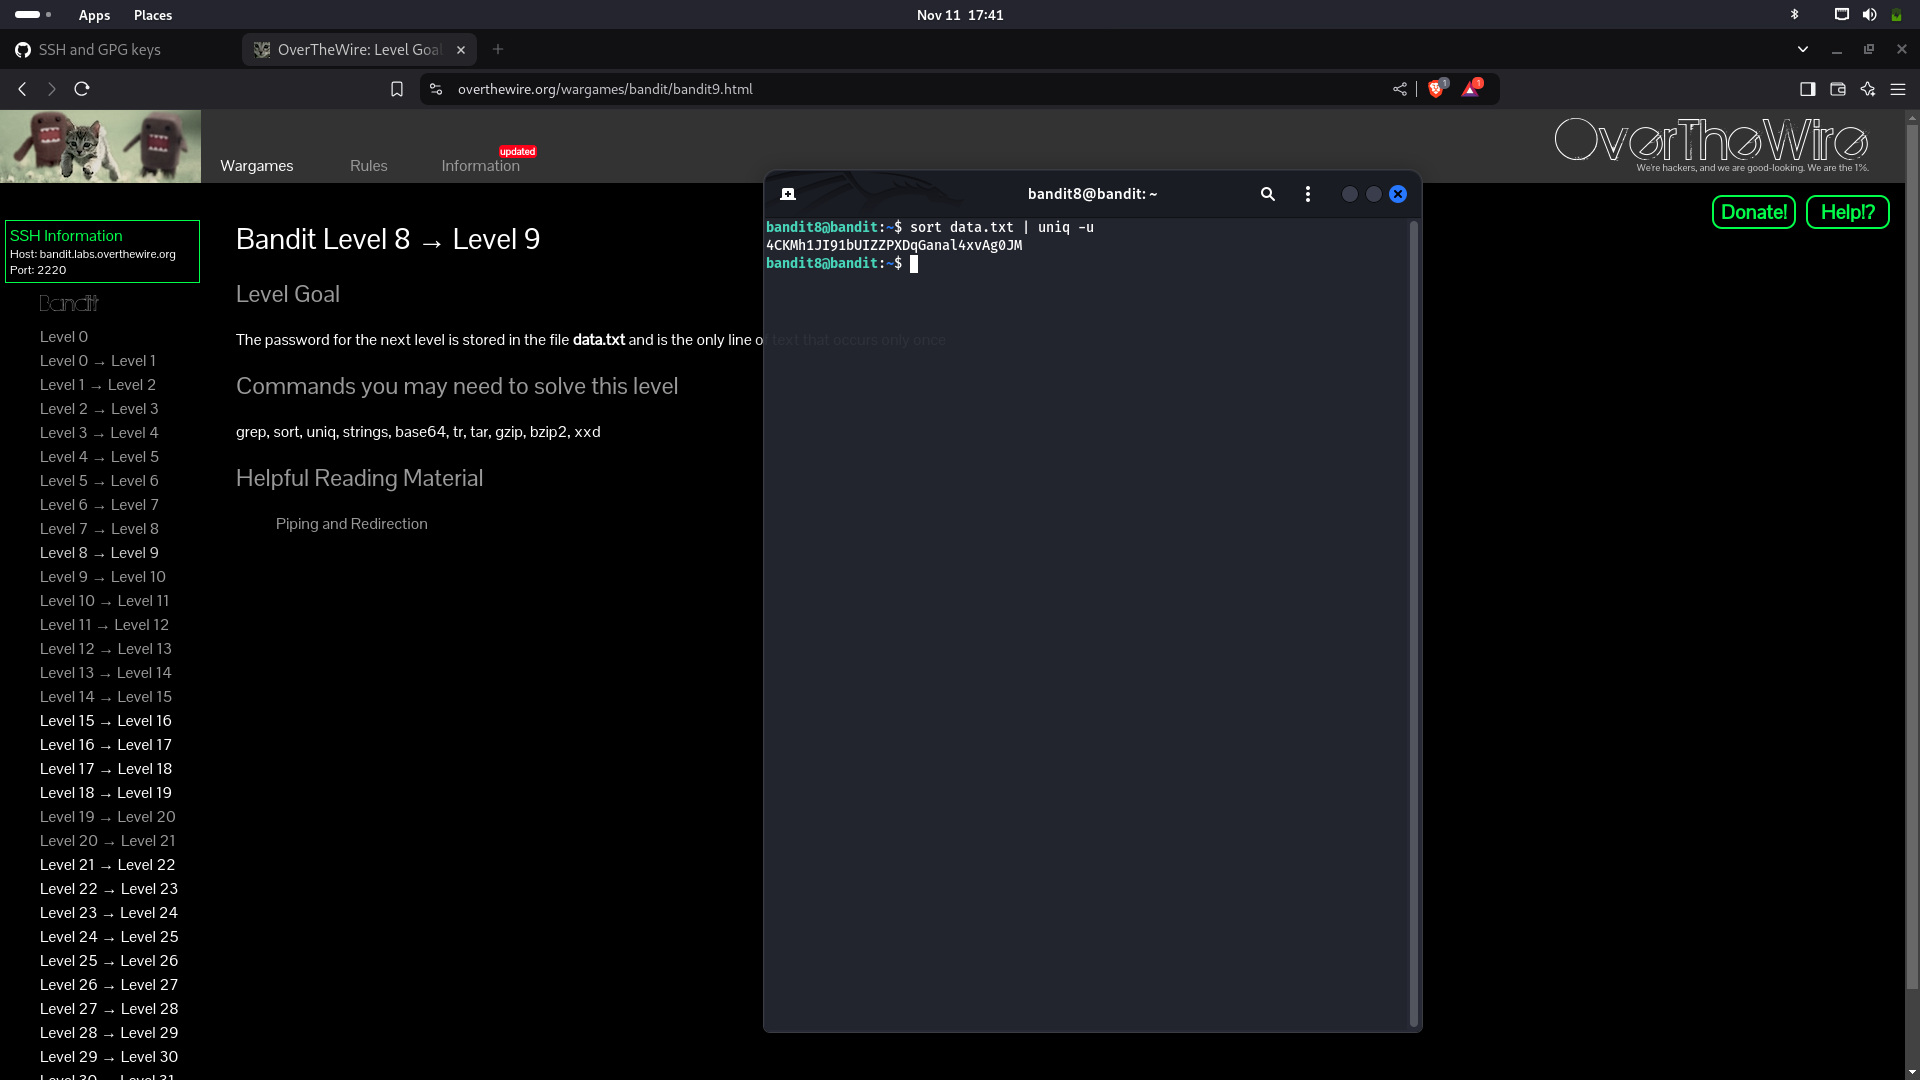 Apps Places Nov 11 17:41
SSH and GPG keys OverTheWire: Level Goal
overthewire.org/wargames/bandit/bandit9.html 1 1
Wargames Rules Information updated
OverTheWire
We're hackers, and we are good-looking. We are the 1%.
Donate! Help!?
SSH Information
Host: bandit.labs.overthewire.org
Port: 2220
Bandit
Level 0
Level 0 → Level 1
Level 1 → Level 2
Level 2 → Level 3
Level 3 → Level 4
Level 4 → Level 5
Level 5 → Level 6
Level 6 → Level 7
Level 7 → Level 8
Level 8 → Level 9
Level 9 → Level 10
Level 10 → Level 11
Level 11 → Level 12
Level 12 → Level 13
Level 13 → Level 14
Level 14 → Level 15
Level 15 → Level 16
Level 16 → Level 17
Level 17 → Level 18
Level 18 → Level 19
Level 19 → Level 20
Level 20 → Level 21
Level 21 → Level 22
Level 22 → Level 23
Level 23 → Level 24
Level 24 → Level 25
Level 25 → Level 26
Level 26 → Level 27
Level 27 → Level 28
Level 28 → Level 29
Level 29 → Level 30
Level 30 → Level 31
Bandit Level 8 → Level 9
Level Goal
The password for the next level is stored in the file data.txt and is the only line of text that occurs only once
Commands you may need to solve this level
grep, sort, uniq, strings, base64, tr, tar, gzip, bzip2, xxd
Helpful Reading Material
Piping and Redirection
bandit8@bandit: ~
bandit8@bandit:~$ sort data.txt | uniq -u
4CKMh1JI91bUIZZPXDqGanal4xvAg0JM
bandit8@bandit:~$